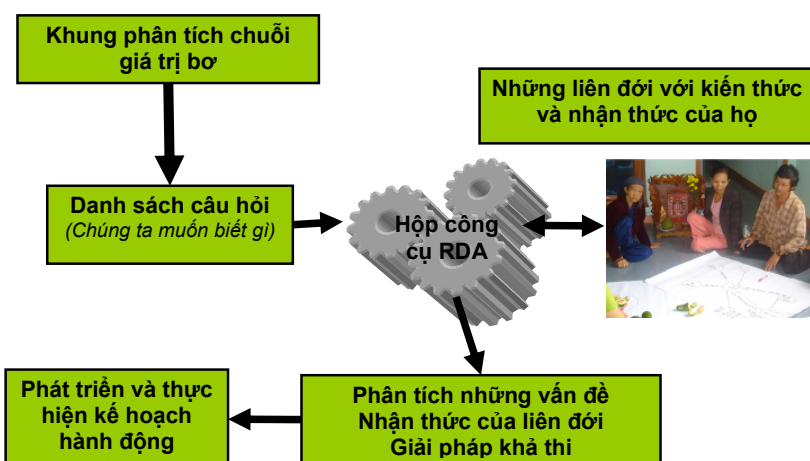 Khung phân tích chuỗi
giá trị bơ
Những liên đới với kiến thức
và nhận thức của họ
Danh sách câu hỏi
(Chúng ta muốn biết gì)
Hộp công
cụ RDA
Phát triển và thực
hiện kế hoạch
hành động
Phân tích những vấn đề
Nhận thức của liên đới
Giải pháp khả thi